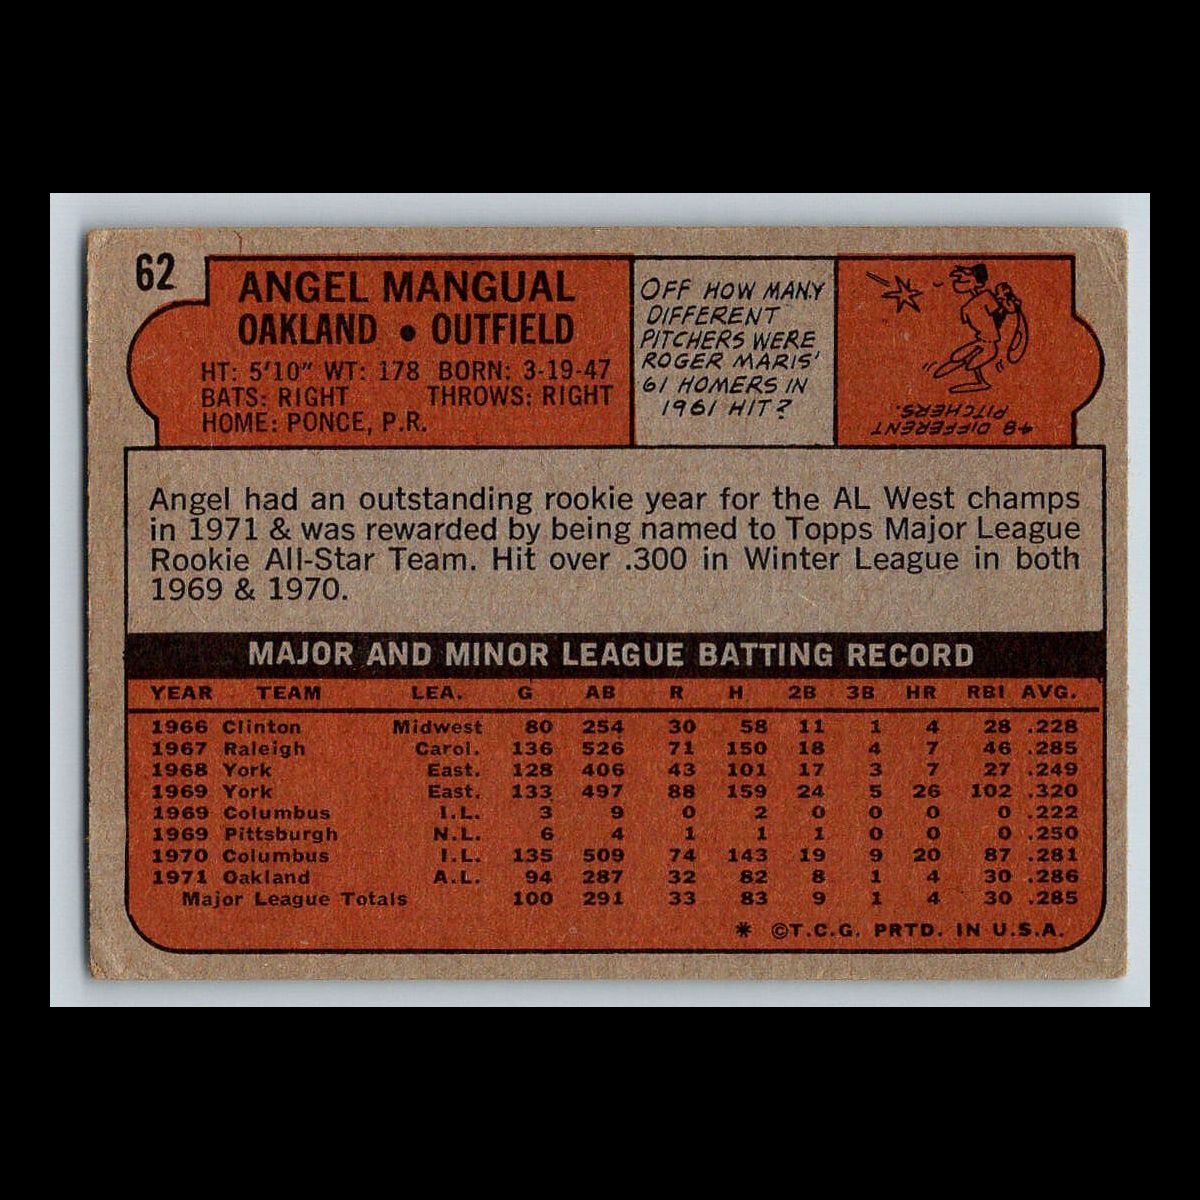 62
ANGEL MANGUAL
OAKLAND • OUTFIELD
HT: 5'10" WT: 178 BORN: 3-19-47
BATS: RIGHT THROWS: RIGHT
HOME: PONCE, P.R.
OFF HOW MANY
DIFFERENT
PITCHERS WERE
ROGER MARIS'
61 HOMERS IN
1961 HIT?
48 DIFFERENT
PITCHERS.
Angel had an outstanding rookie year for the AL West champs
in 1971 & was rewarded by being named to Topps Major League
Rookie All-Star Team. Hit over .300 in Winter League in both
1969 & 1970.
MAJOR AND MINOR LEAGUE BATTING RECORD
YEAR TEAM LEA. G AB R H 2B 3B HR RBI AVG.
1966 Clinton Midwest 80 254 30 58 11 1 4 28 .228
1967 Raleigh Carol. 136 526 71 150 18 4 7 46 .285
1968 York East. 128 406 43 101 17 3 7 27 .249
1969 York East. 133 497 88 159 24 5 26 102 .320
1969 Columbus I.L. 3 9 0 2 0 0 0 0 .222
1969 Pittsburgh N.L. 6 4 1 1 1 0 0 0 .250
1970 Columbus I.L. 135 509 74 143 19 9 20 87 .281
1971 Oakland A.L. 94 287 32 82 8 1 4 30 .286
Major League Totals 100 291 33 83 9 1 4 30 .285
* ©T.C.G. PRTD. IN U.S.A.